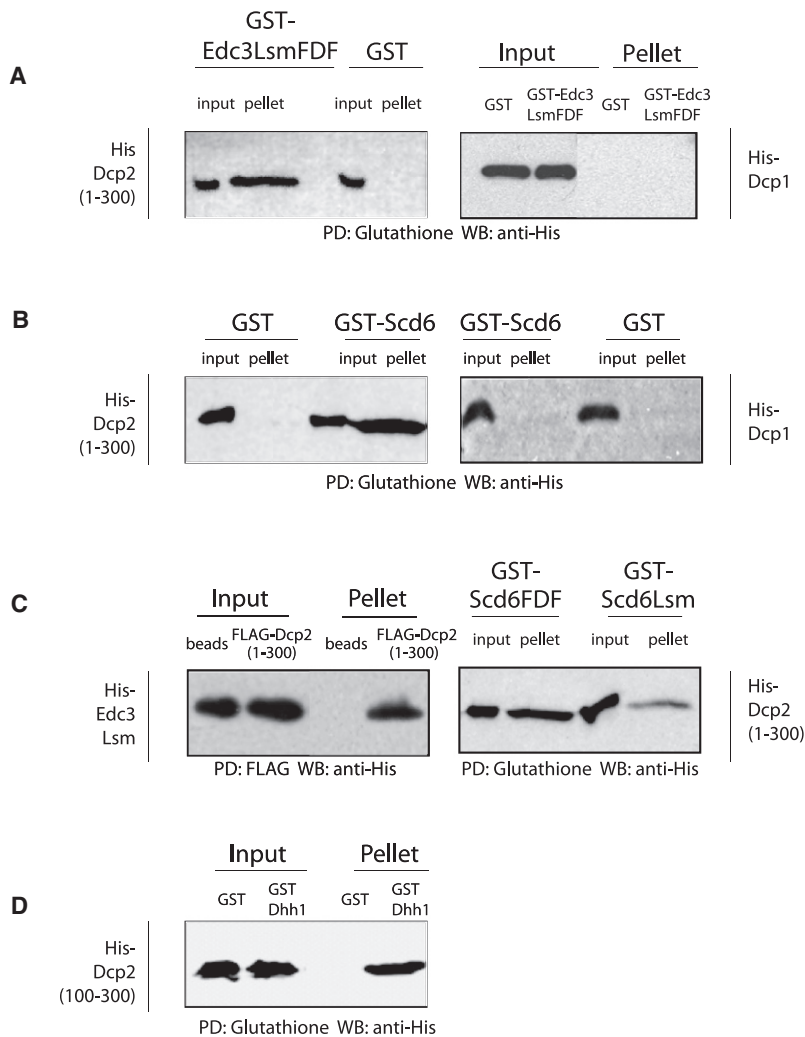 A
GST-
Edc3LsmFDF
GST
Input
Pellet
input pellet
input pellet
GST
GST-Edc3
LsmFDF
GST
GST-Edc3
LsmFDF
His
Dcp2
(1-300)
His-
Dcp1
PD: Glutathione WB: anti-His
B
GST
GST-Scd6
GST-Scd6
GST
input pellet
input pellet
input pellet
input pellet
His-
Dcp2
(1-300)
His-
Dcp1
PD: Glutathione WB: anti-His
C
Input
Pellet
GST-
Scd6FDF
GST-
Scd6Lsm
beads
FLAG-Dcp2
(1-300)
beads
FLAG-Dcp2
(1-300)
input pellet
input pellet
His-
Edc3
Lsm
His-
Dcp2
(1-300)
PD: FLAG WB: anti-His
PD: Glutathione WB: anti-His
D
Input
Pellet
GST
GST
Dhh1
GST
GST
Dhh1
His-
Dcp2
(100-300)
PD: Glutathione WB: anti-His